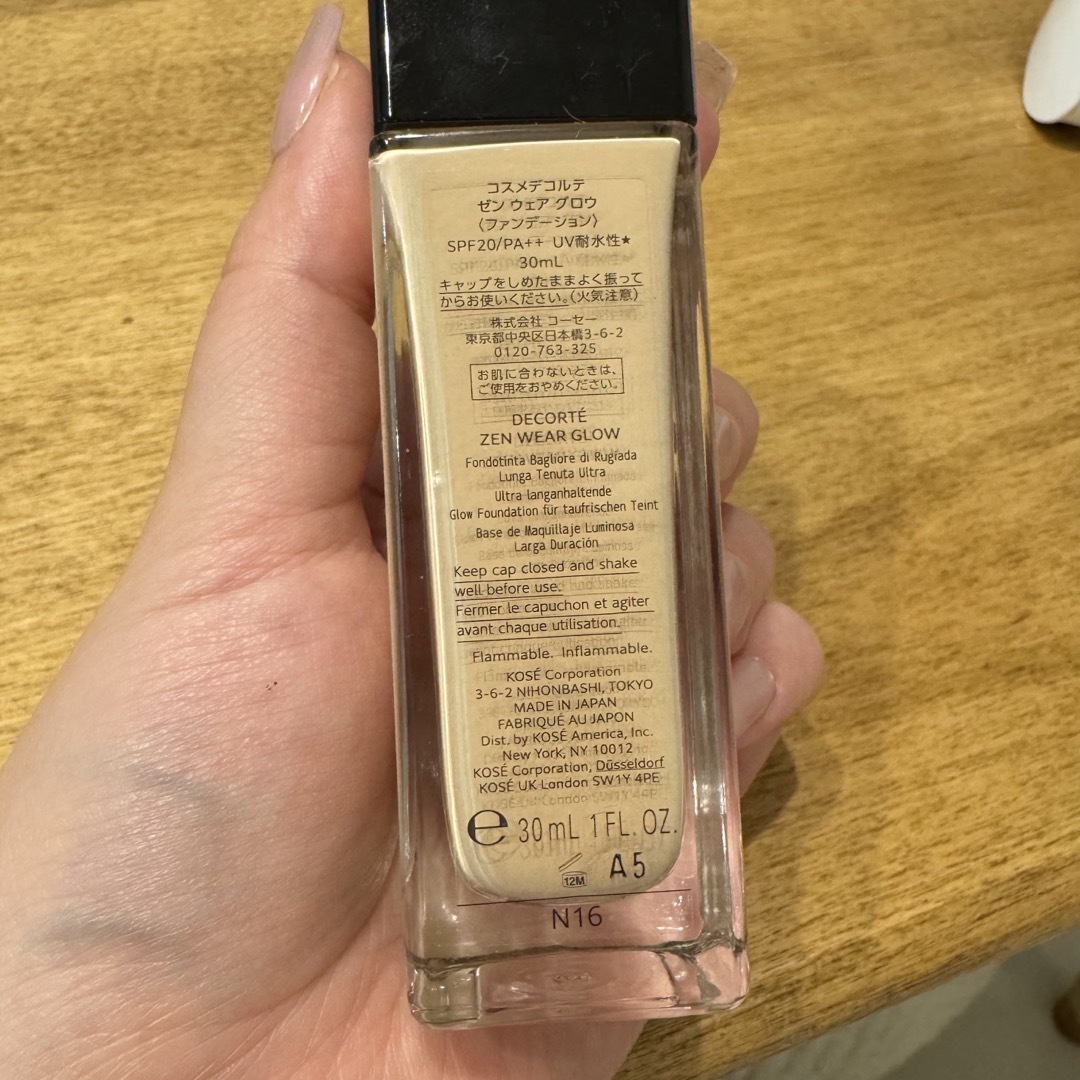 コスメデコルテ
ゼン ウェア グロウ
〈ファンデーション〉
SPF20/PA++ UV耐水性★
30mL
キャップをしめたままよく振って
からお使いください。(火気注意)
株式会社 コーセー
東京都中央区日本橋3-6-2
0120-763-325
お肌に合わないときは、
ご使用をおやめください。
DECORTÉ
ZEN WEAR GLOW
Fondotinta Bagliore di Rugiada
Lunga Tenuta Ultra
Ultra langanhaltende
Glow Foundation für taufrischen Teint
Base de Maquillaje Luminosa
Larga Duración
Keep cap closed and shake
well before use.
Fermer le capuchon et agiter
avant chaque utilisation.
Flammable. Inflammable.
KOSÉ Corporation
3-6-2 NIHONBASHI, TOKYO
MADE IN JAPAN
FABRIQUÉ AU JAPON
Dist. by KOSÉ America, Inc.
New York, NY 10012
KOSÉ Corporation, Düsseldorf
KOSÉ UK London SW1Y 4PE
e 30mL 1FL. OZ.
12M A5
N16